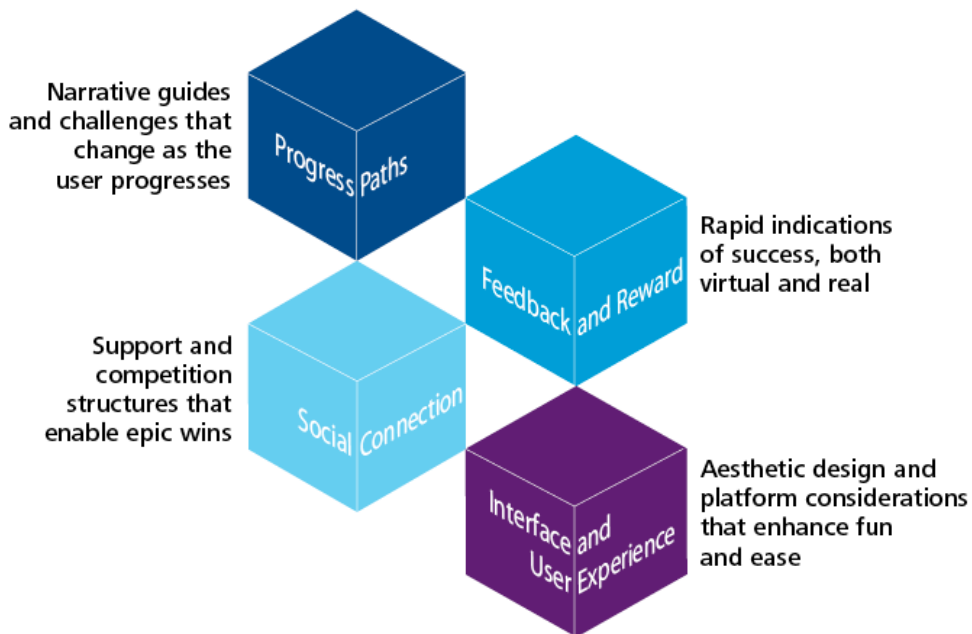 Narrative guides
and challenges that
change as the
user progresses
Progress Paths
Rapid indications
of success, both
virtual and real
Feedback and Reward
Support and
competition
structures that
enable epic wins
Social Connection
Aesthetic design and
platform considerations
that enhance fun
and ease
Interface and
User Experience